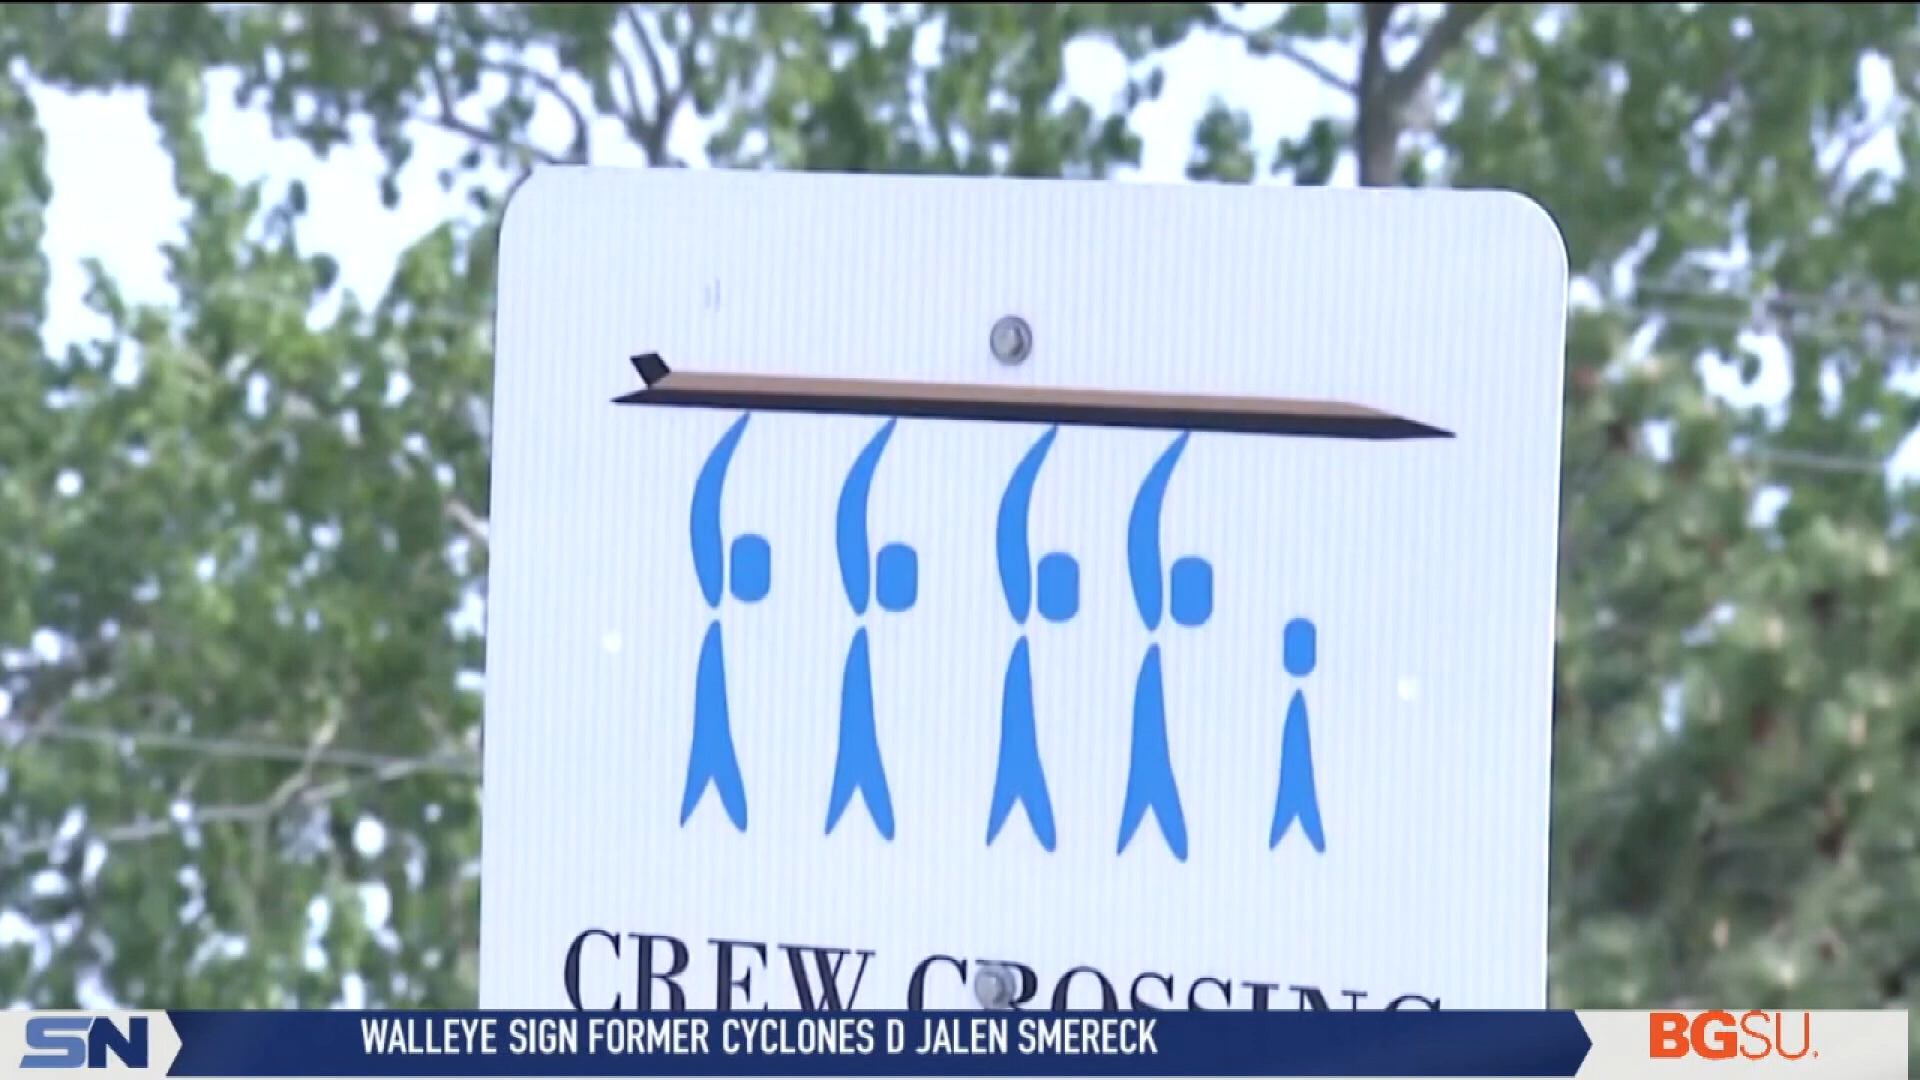 CREW CROSSING
SN
WALLEYE SIGN FORMER CYCLONES D JALEN SMERECK
BGSU.